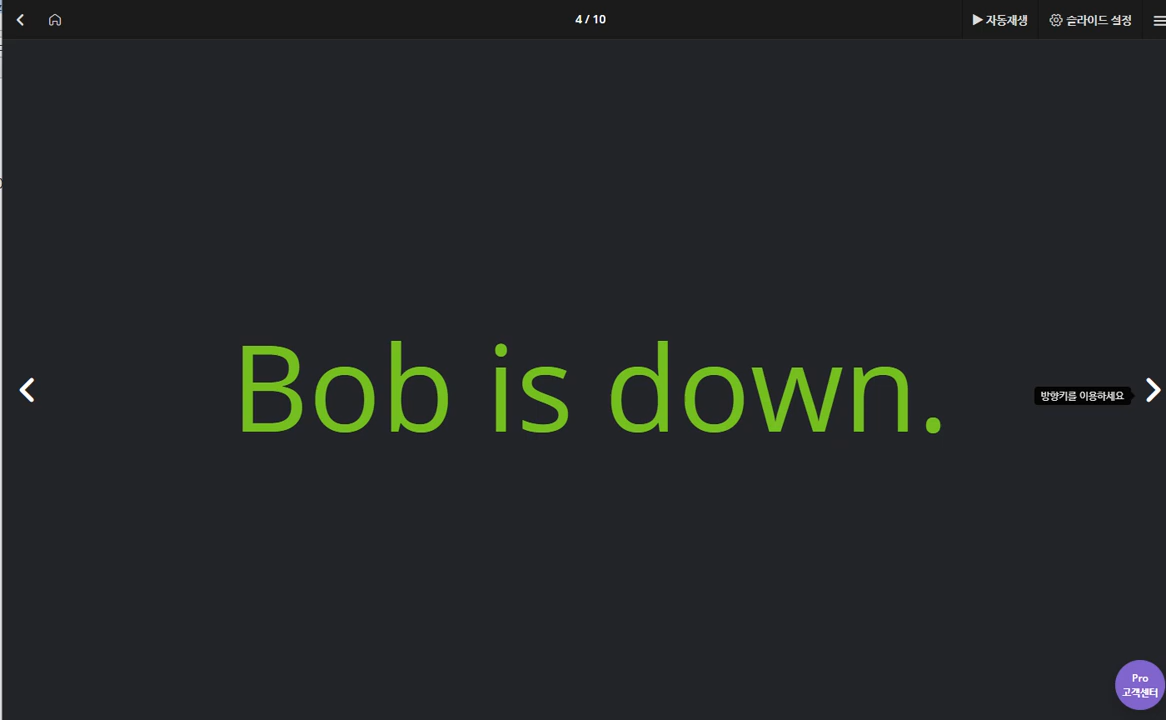 4 / 10
▶ 자동재생
슬라이드 설정
Bob is down.
방향키를 이용하세요
Pro
고객센터